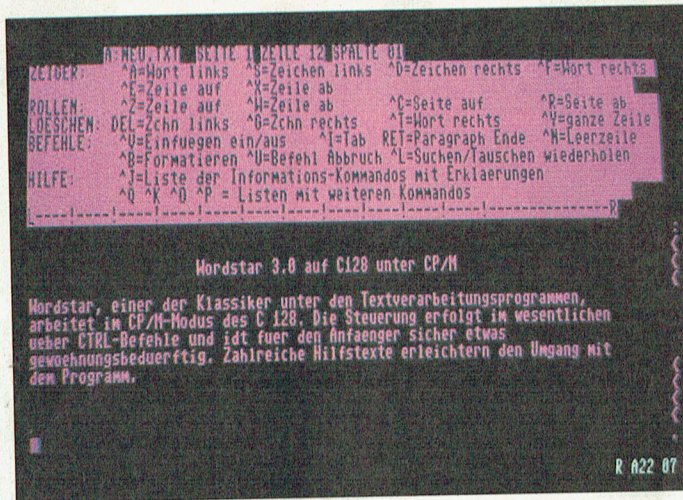 A:NEU.TXT SEITE 1 ZEILE 12 SPALTE 01
ZEIGER: ^A=Wort links ^S=Zeichen links ^D=Zeichen rechts ^F=Wort rechts
^E=Zeile auf ^X=Zeile ab
ROLLEN: ^Z=Zeile auf ^W=Zeile ab ^C=Seite auf ^R=Seite ab
LOESCHEN: DEL=Zchn links ^G=Zchn rechts ^T=Wort rechts ^Y=ganze Zeile
BEFEHLE: ^V=Einfuegen ein/aus ^I=Tab RET=Paragraph Ende ^N=Leerzeile
^B=Formatieren ^U=Befehl Abbruch ^L=Suchen/Tauschen wiederholen
HILFE: ^J=Liste der Informations-Kommandos mit Erklaerungen
^Q ^K ^O ^P = Listen mit weiteren Kommandos
L----!----!----!----!----!----!----!----!----!----!---------------R
Wordstar 3.0 auf C128 unter CP/M
Wordstar, einer der Klassiker unter den Textverarbeitungsprogrammen,
arbeitet im CP/M-Modus des C 128. Die Steuerung erfolgt im wesentlichen
ueber CTRL-Befehle und idt fuer den Anfaenger sicher etwas
gewoehnungsbeduerftig. Zahlreiche Hilfstexte erleichtern den Umgang mit
dem Programm.
R A22 07